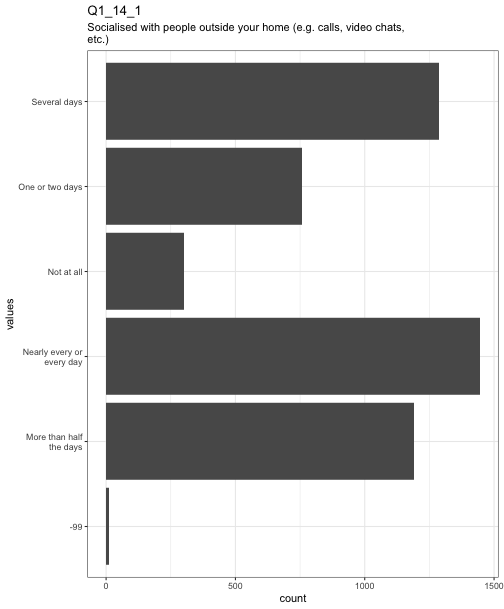 Q1_14_1
Socialised with people outside your home (e.g. calls, video chats,
etc.)
Several days
One or two days
Not at all
values
Nearly every or
every day
More than half
the days
-99
0
500
1000
1500
count